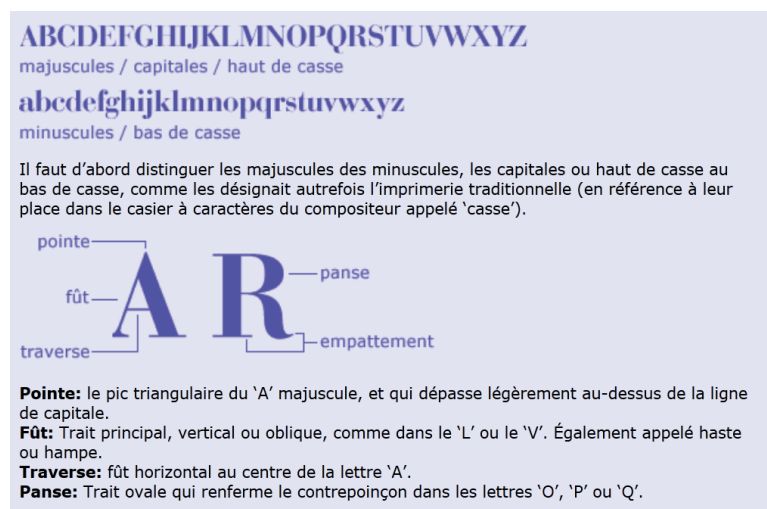 ABCDEFGHIJKLMNOPQRSTUVWXYZ
majuscules / capitales / haut de casse
abcdefghijklmnopqrstuvwxyz
minuscules / bas de casse
Il faut d’abord distinguer les majuscules des minuscules, les capitales ou haut de casse au
bas de casse, comme les désignait autrefois l’imprimerie traditionnelle (en référence à leur
place dans le casier à caractères du compositeur appelé ‘casse’).
pointe
fût
traverse
A R
panse
empattement
Pointe: le pic triangulaire du ‘A’ majuscule, et qui dépasse légèrement au-dessus de la ligne
de capitale.
Fût: Trait principal, vertical ou oblique, comme dans le ‘L’ ou le ‘V’. Également appelé haste
ou hampe.
Traverse: fût horizontal au centre de la lettre ‘A’.
Panse: Trait ovale qui renferme le contrepoinçon dans les lettres ‘O’, ‘P’ ou ‘Q’.